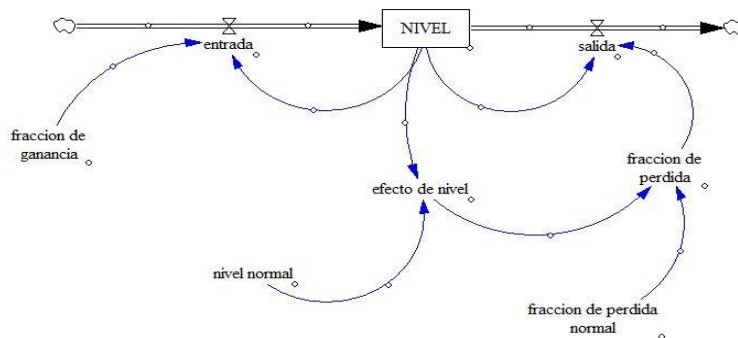 NIVEL
entrada
salida
fraccion de
ganancia
fraccion de
perdida
efecto de nivel
nivel normal
fraccion de perdida
normal